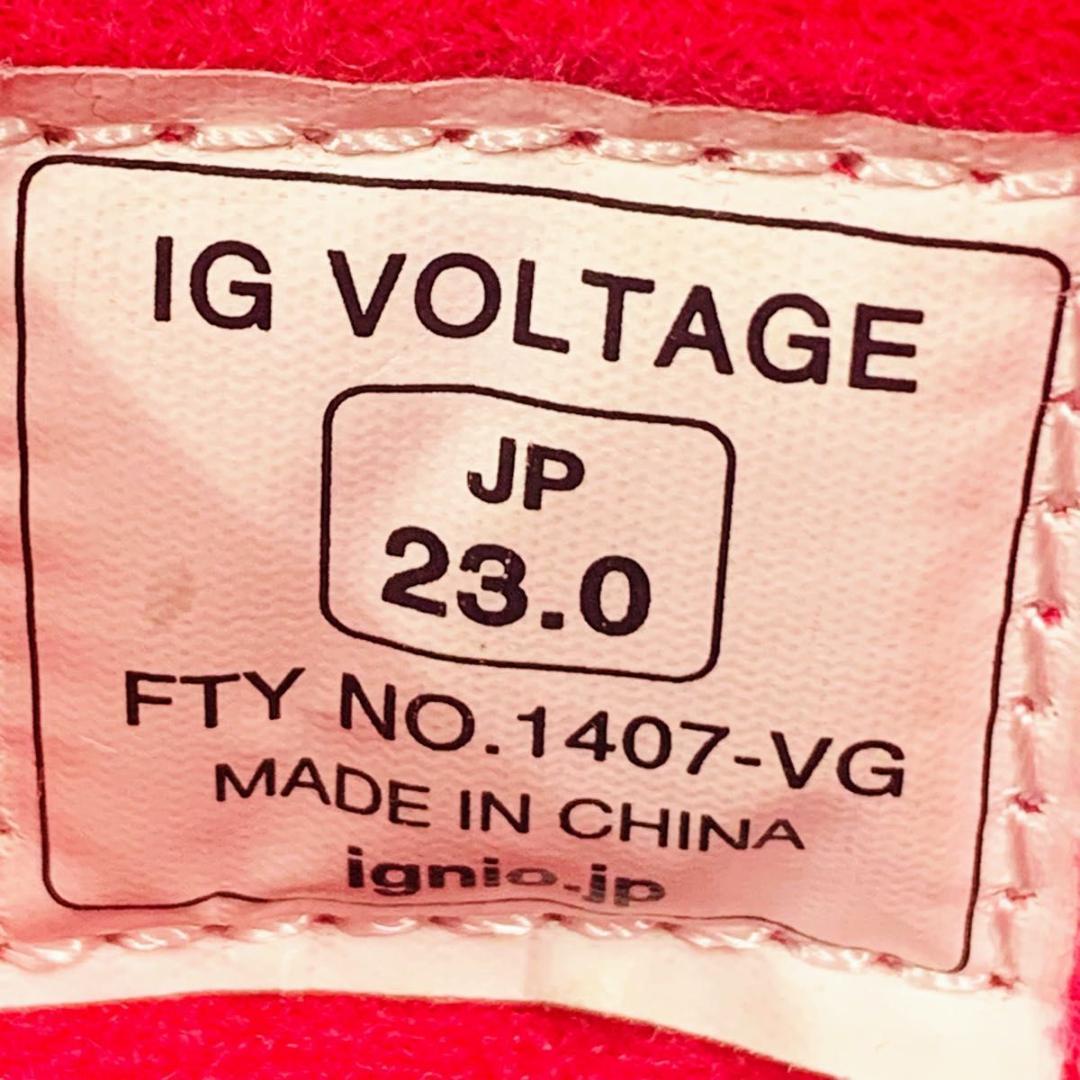 IG VOLTAGE
JP
23.0
FTY NO.1407-VG
MADE IN CHINA
ignio.jp